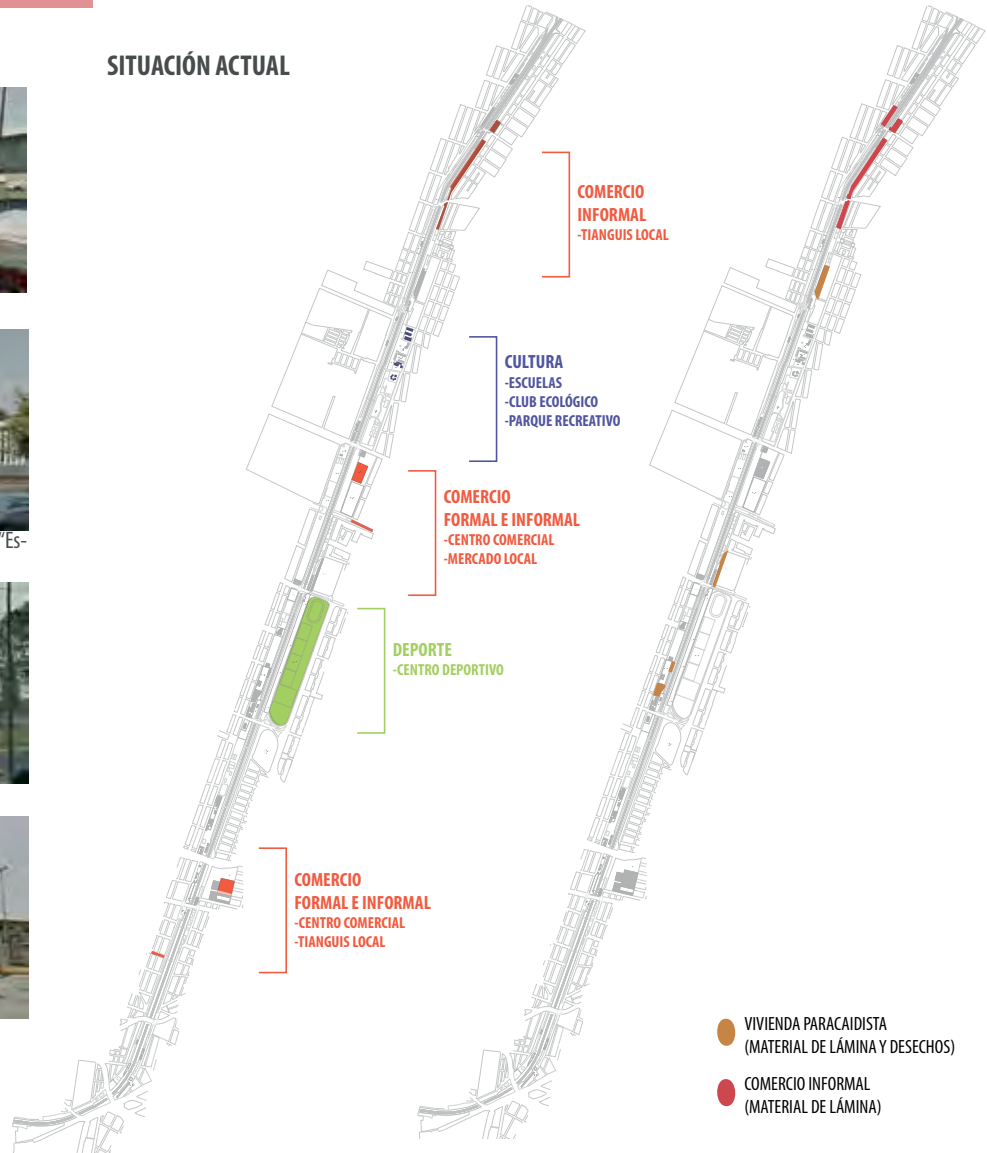 SITUACIÓN ACTUAL
COMERCIO
INFORMAL
-TIANGUIS LOCAL
CULTURA
-ESCUELAS
-CLUB ECOLÓGICO
-PARQUE RECREATIVO
COMERCIO
FORMAL E INFORMAL
-CENTRO COMERCIAL
-MERCADO LOCAL
"Es-
DEPORTE
-CENTRO DEPORTIVO
COMERCIO
FORMAL E INFORMAL
-CENTRO COMERCIAL
-TIANGUIS LOCAL
VIVIENDA PARACAIDISTA
(MATERIAL DE LÁMINA Y DESECHOS)
COMERCIO INFORMAL
(MATERIAL DE LÁMINA)